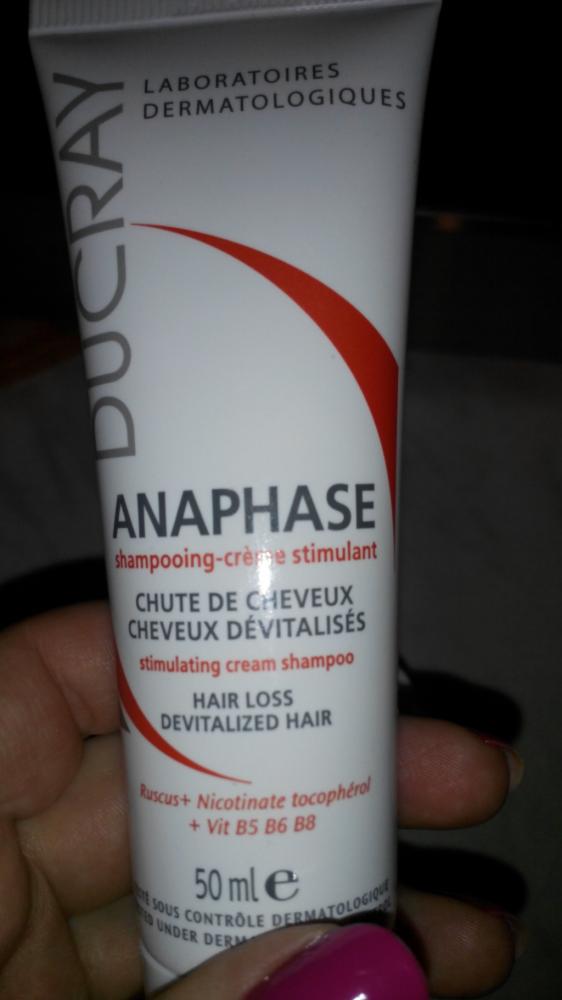 LABORATOIRES
DERMATOLOGIQUES
DUCRAY
ANAPHASE
shampooing-crème stimulant
CHUTE DE CHEVEUX
CHEVEUX DÉVITALISÉS
stimulating cream shampoo
HAIR LOSS
DEVITALIZED HAIR
Ruscus+ Nicotinate tocophérol
+ Vit B5 B6 B8
50 ml e
SOUS CONTRÔLE DERMATOLOGIQUE
UNDER